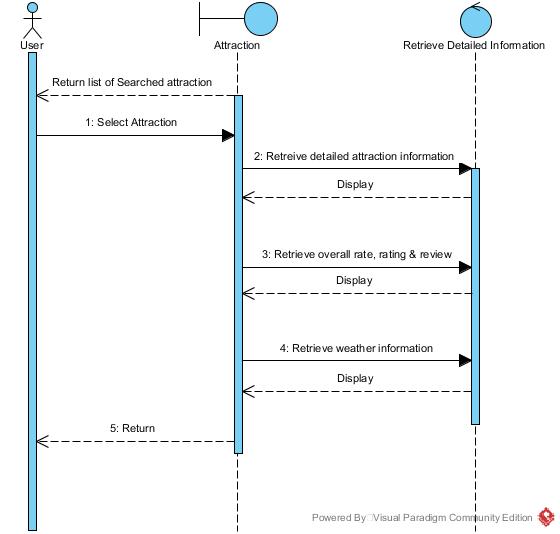 User
Attraction
Retrieve Detailed Information
Return list of Searched attraction
1: Select Attraction
2: Retreive detailed attraction information
Display
3: Retrieve overall rate, rating & review
Display
4: Retrieve weather information
Display
5: Return
Powered By Visual Paradigm Community Edition